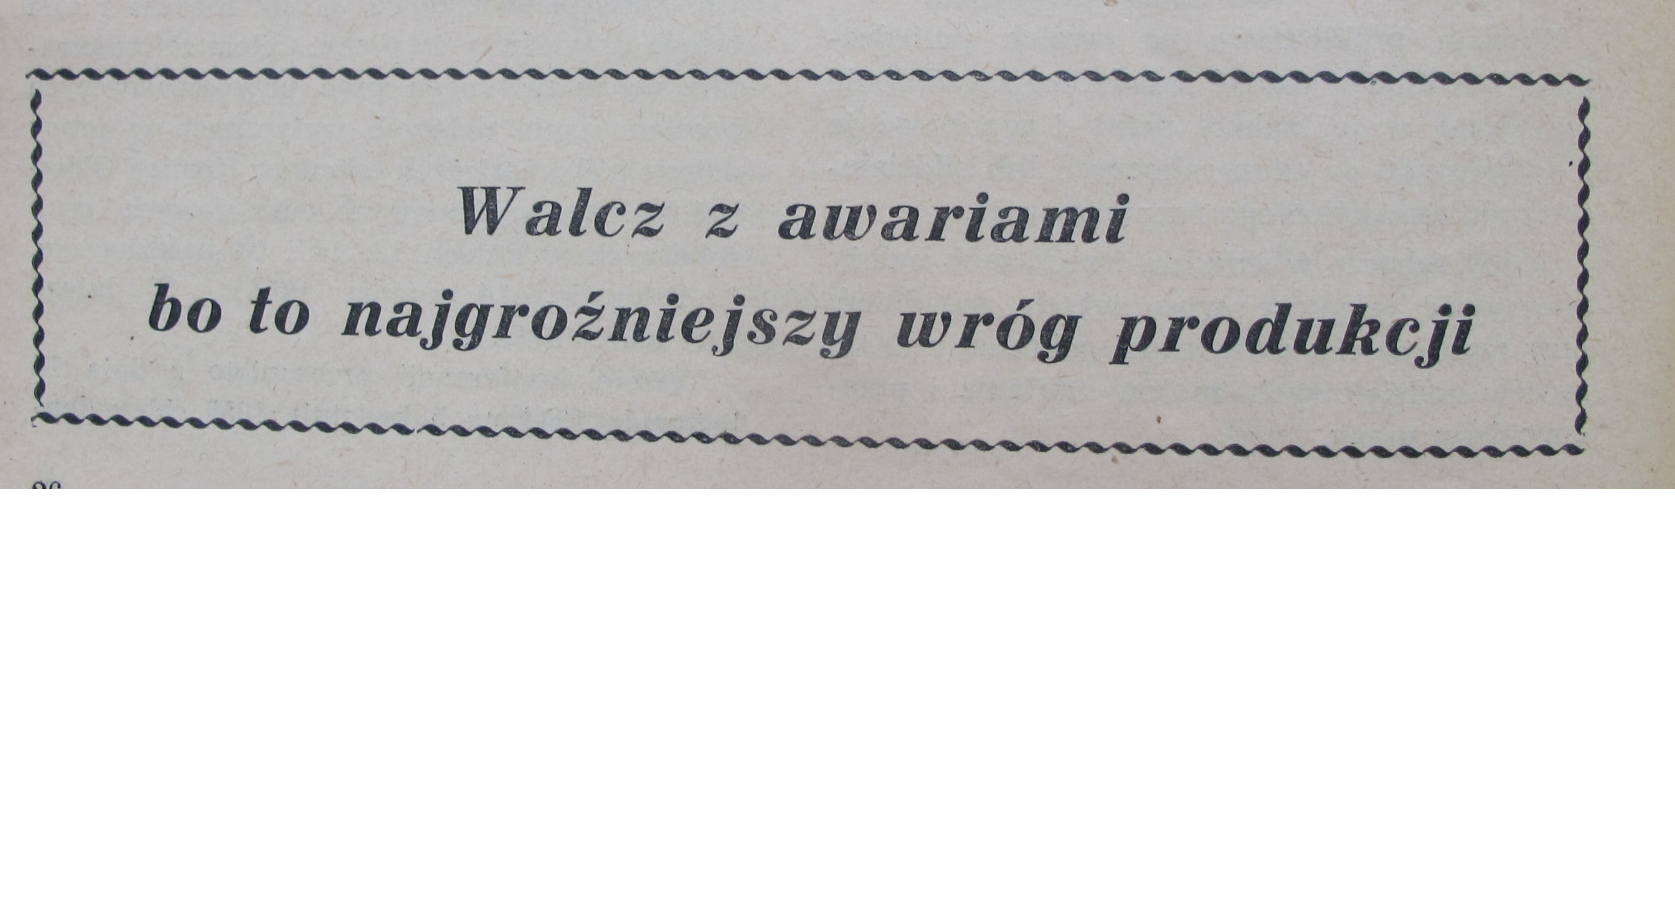 Walcz z awariami
bo to najgroźniejszy wróg produkcji